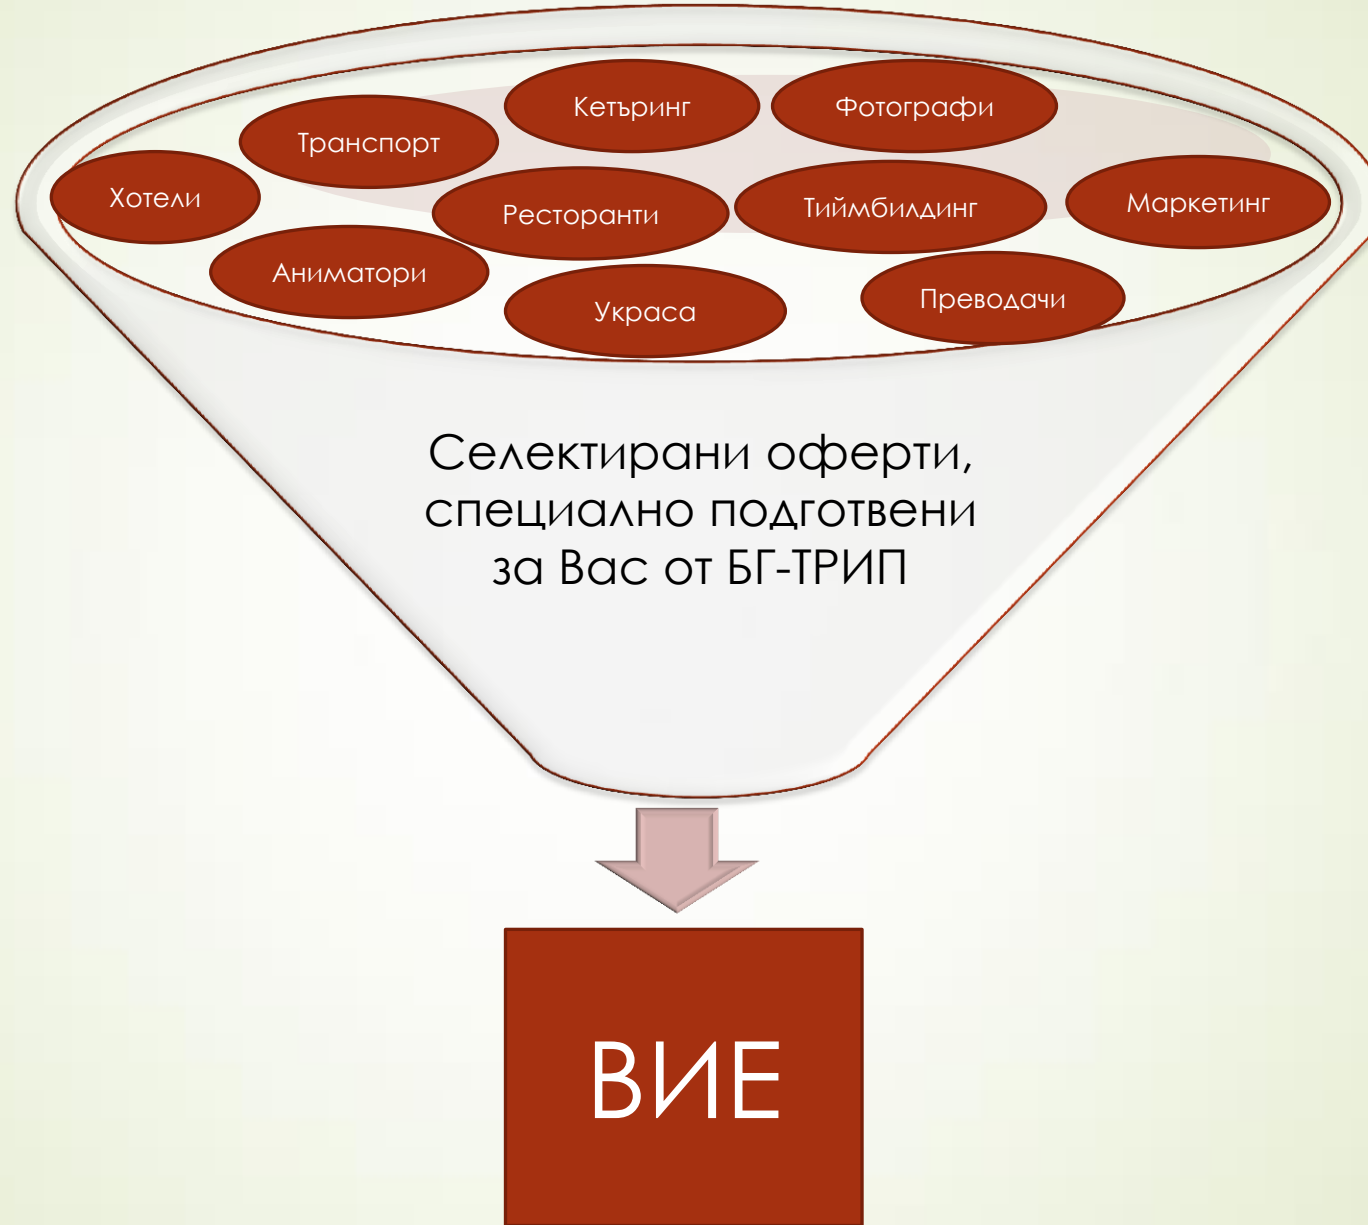 Кетъринг
Фотографи
Транспорт
Хотели
Ресторанти
Тиймбилдинг
Маркетинг
Аниматори
Украса
Преводачи
Селектирани оферти,
специално подготвени
за Вас от БГ-ТРИП
ВИЕ